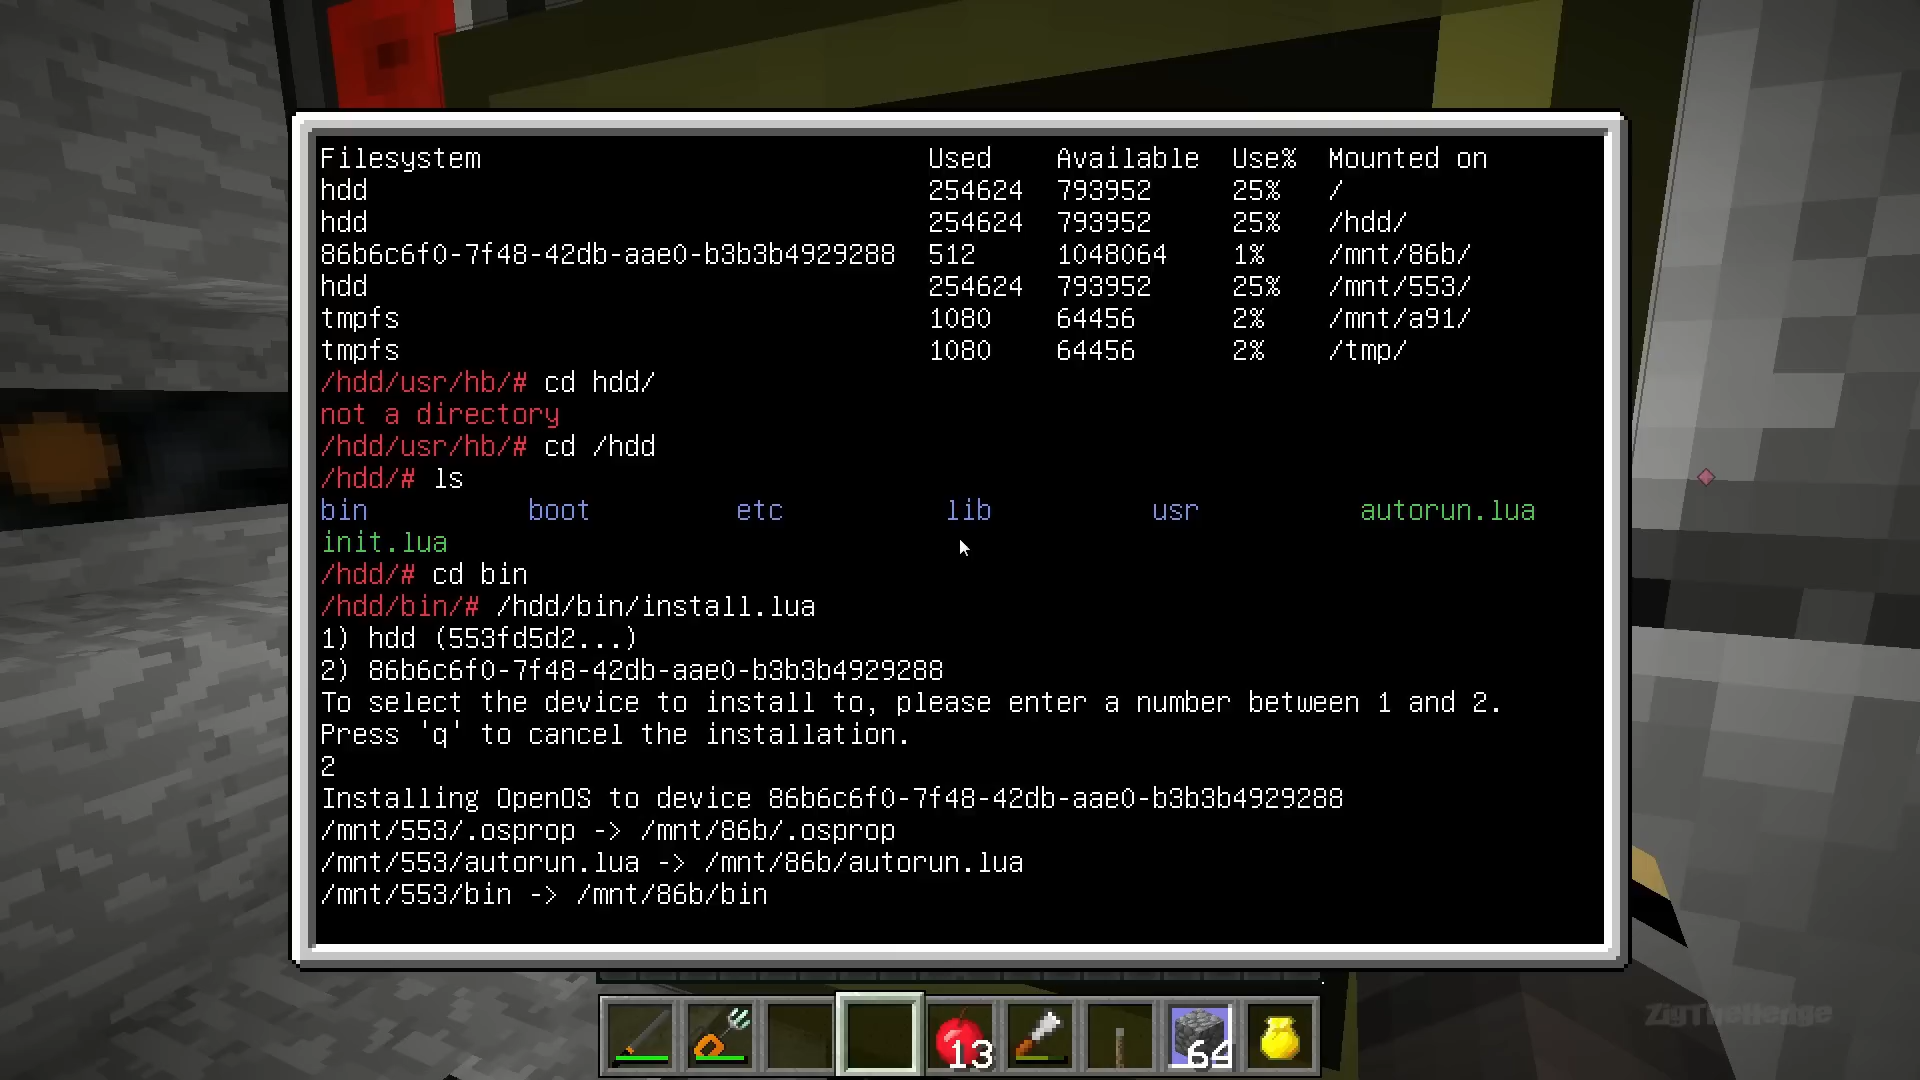 Filesystem Used Available Use% Mounted on
hdd 254624 793952 25% /
hdd 254624 793952 25% /hdd/
86b6c6f0-7f48-42db-aae0-b3b3b4929288 512 1048064 1% /mnt/86b/
hdd 254624 793952 25% /mnt/553/
tmpfs 1080 64456 2% /mnt/a91/
tmpfs 1080 64456 2% /tmp/
/hdd/usr/hb/# cd hdd/
not a directory
/hdd/usr/hb/# cd /hdd
/hdd/# ls
bin boot etc lib usr autorun.lua
init.lua
/hdd/# cd bin
/hdd/bin/# /hdd/bin/install.lua
1) hdd (553fd5d2...)
2) 86b6c6f0-7f48-42db-aae0-b3b3b4929288
To select the device to install to, please enter a number between 1 and 2.
Press 'q' to cancel the installation.
2
Installing OpenOS to device 86b6c6f0-7f48-42db-aae0-b3b3b4929288
/mnt/553/.osprop -> /mnt/86b/.osprop
/mnt/553/autorun.lua -> /mnt/86b/autorun.lua
/mnt/553/bin -> /mnt/86b/bin
ZigTheHedge
13
64